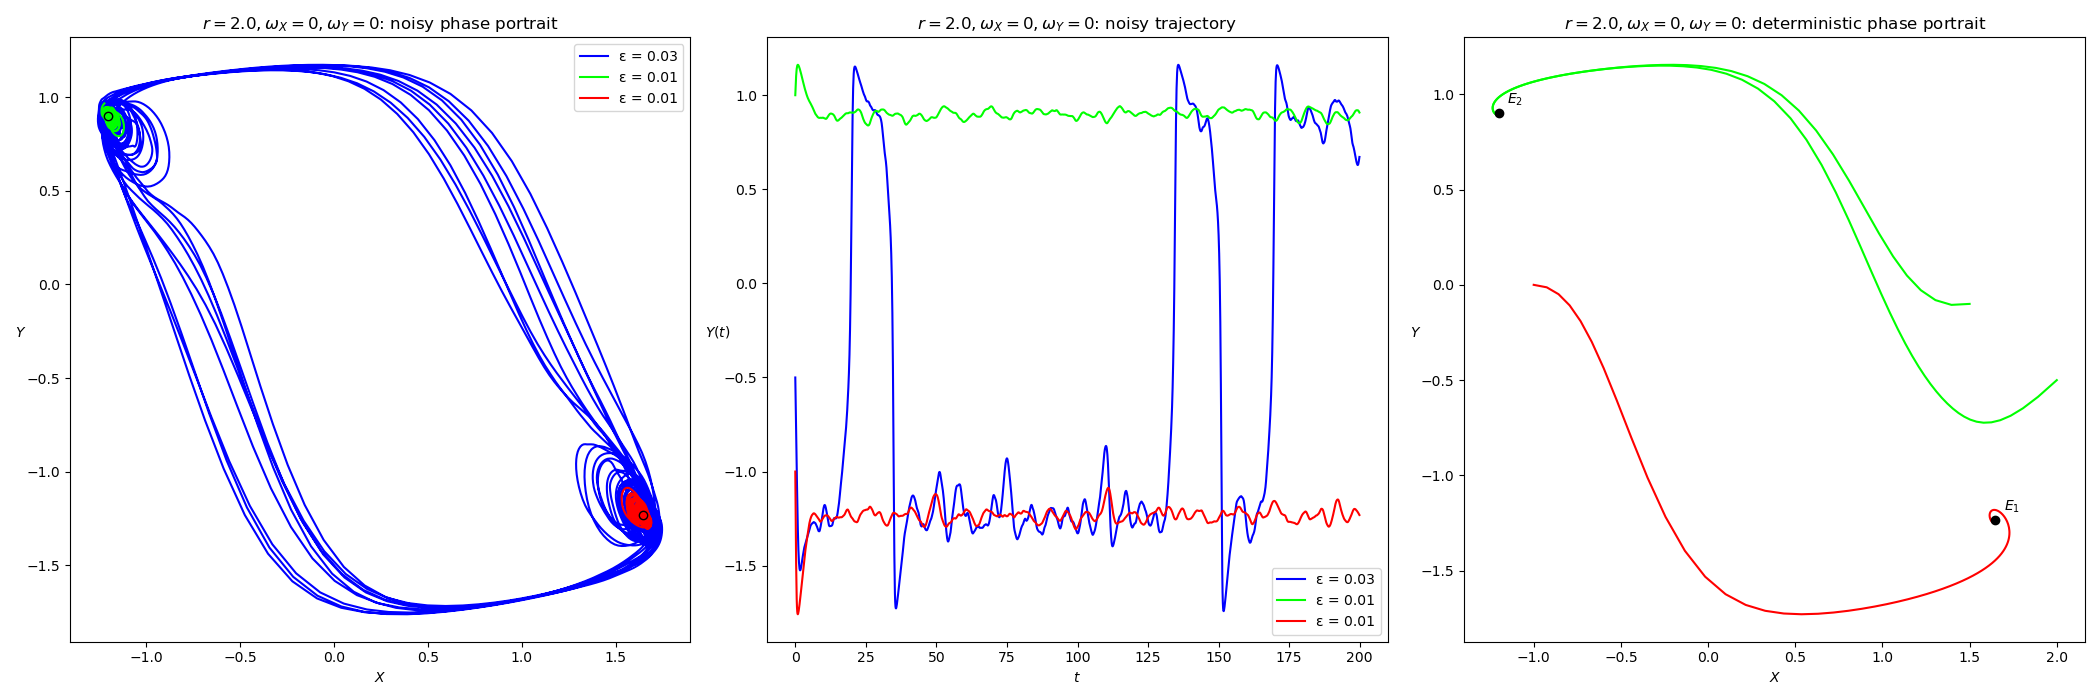 r = 2.0, ω_X = 0, ω_Y = 0: noisy phase portrait
ε = 0.03
ε = 0.01
ε = 0.01
1.0
0.5
0.0
Y
−0.5
−1.0
−1.5
−1.0
−0.5
0.0
0.5
1.0
1.5
X
r = 2.0, ω_X = 0, ω_Y = 0: noisy trajectory
1.0
0.5
0.0
Y(t)
−0.5
−1.0
−1.5
ε = 0.03
ε = 0.01
ε = 0.01
0
25
50
75
100
125
150
175
200
t
r = 2.0, ω_X = 0, ω_Y = 0: deterministic phase portrait
1.0
E₂
0.5
0.0
Y
−0.5
−1.0
E₁
−1.5
−1.0
−0.5
0.0
0.5
1.0
1.5
2.0
X